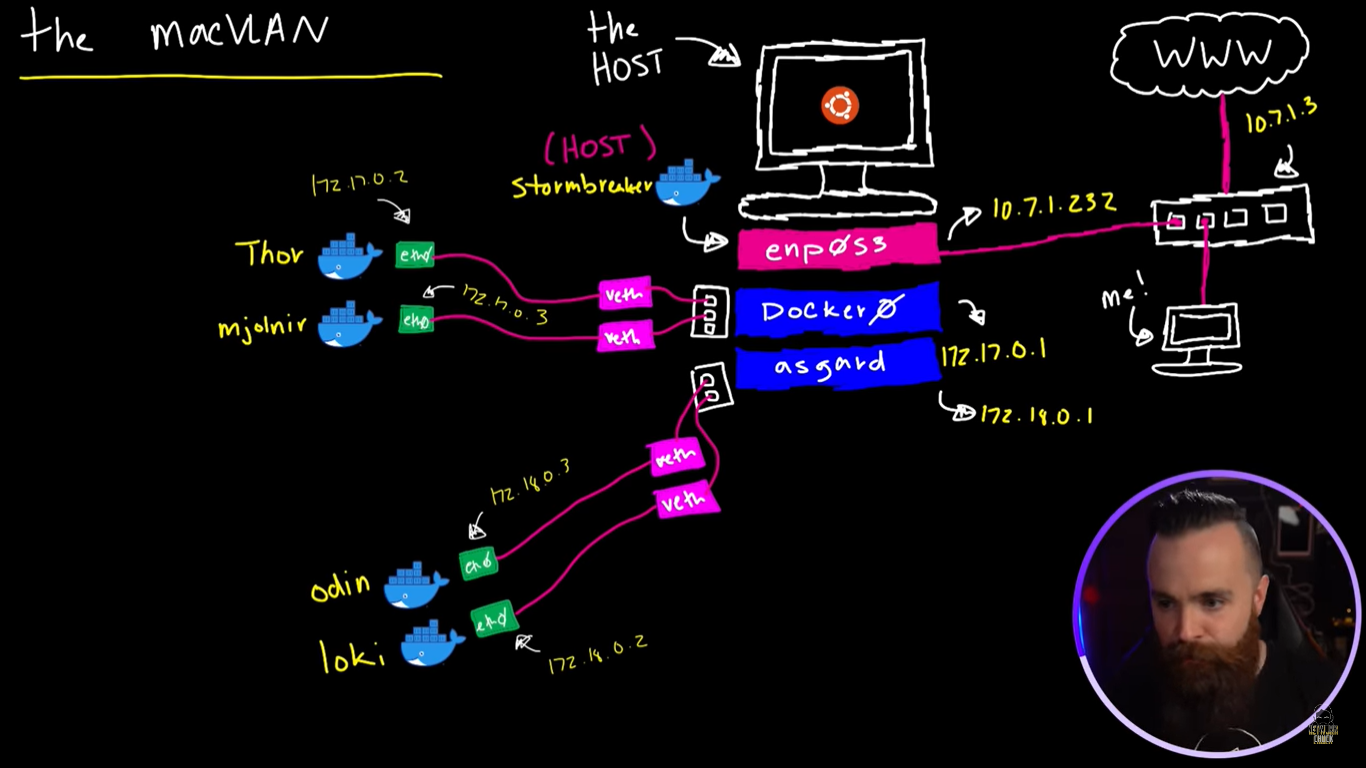 the macVLAN
the
HOST
WWW
10.7.1.3
(HOST)
stormbreaker
172.17.0.2
10.7.1.232
enp0s3
Thor
eth0
veth
Docker0
me!
172.17.0.3
mjolnir
eth0
veth
172.17.0.1
asgard
172.18.0.1
veth
172.18.0.3
veth
odin
eth0
loki
eth0
172.18.0.2